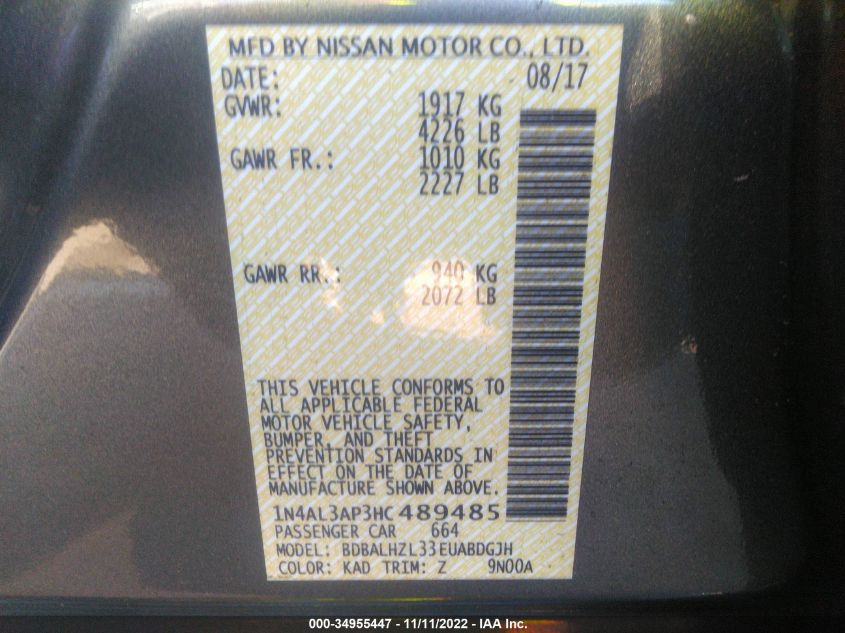 MFD BY NISSAN MOTOR CO., LTD.
DATE: 08/17
GVWR: 1917 KG
4226 LB
GAWR FR.: 1010 KG
2227 LB
GAWR RR.: 940 KG
2072 LB
THIS VEHICLE CONFORMS TO
ALL APPLICABLE FEDERAL
MOTOR VEHICLE SAFETY,
BUMPER, AND THEFT
PREVENTION STANDARDS IN
EFFECT ON THE DATE OF
MANUFACTURE SHOWN ABOVE.
1N4AL3AP3HC489485
PASSENGER CAR 664
MODEL: BDBALHZL33EUABDGJH
COLOR: KAD TRIM: Z 9N00A
000-34955447 - 11/11/2022 - IAA Inc.